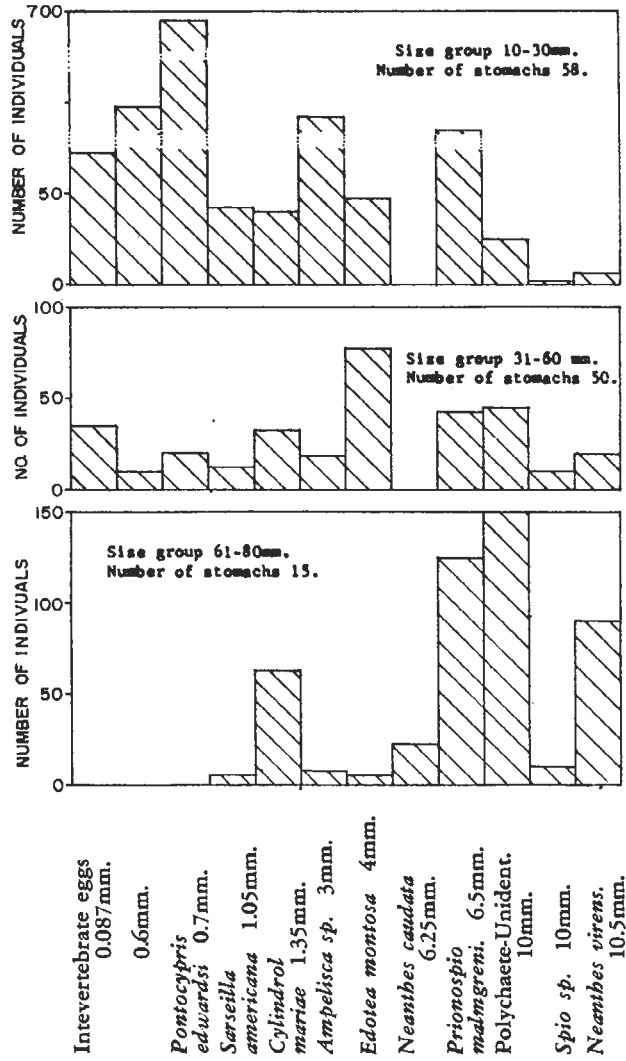 700
NUMBER OF INDIVIDUALS
Size group 10-30mm.
Number of stomachs 58.
50
0
100
NO. OF INDIVIDUALS
Size group 31-60 mm.
Number of stomachs 50.
50
0
150
NUMBER OF INDIVUALS
Size group 61-80mm.
Number of stomachs 15.
100
50
0
Intevertebrate eggs
0.087mm.
0.6mm.
Pontocypris
edwardsi 0.7mm.
Sarseilla
americana 1.05mm.
Cylindrol
mariae 1.35mm.
Ampelisca sp. 3mm.
Edotea montosa 4mm.
Neanthes caudata
6.25mm.
Prionospio
malmgreni. 6.5mm.
Polychaete-Unident.
10mm.
Spio sp. 10mm.
Neanthes virens.
10.5mm.